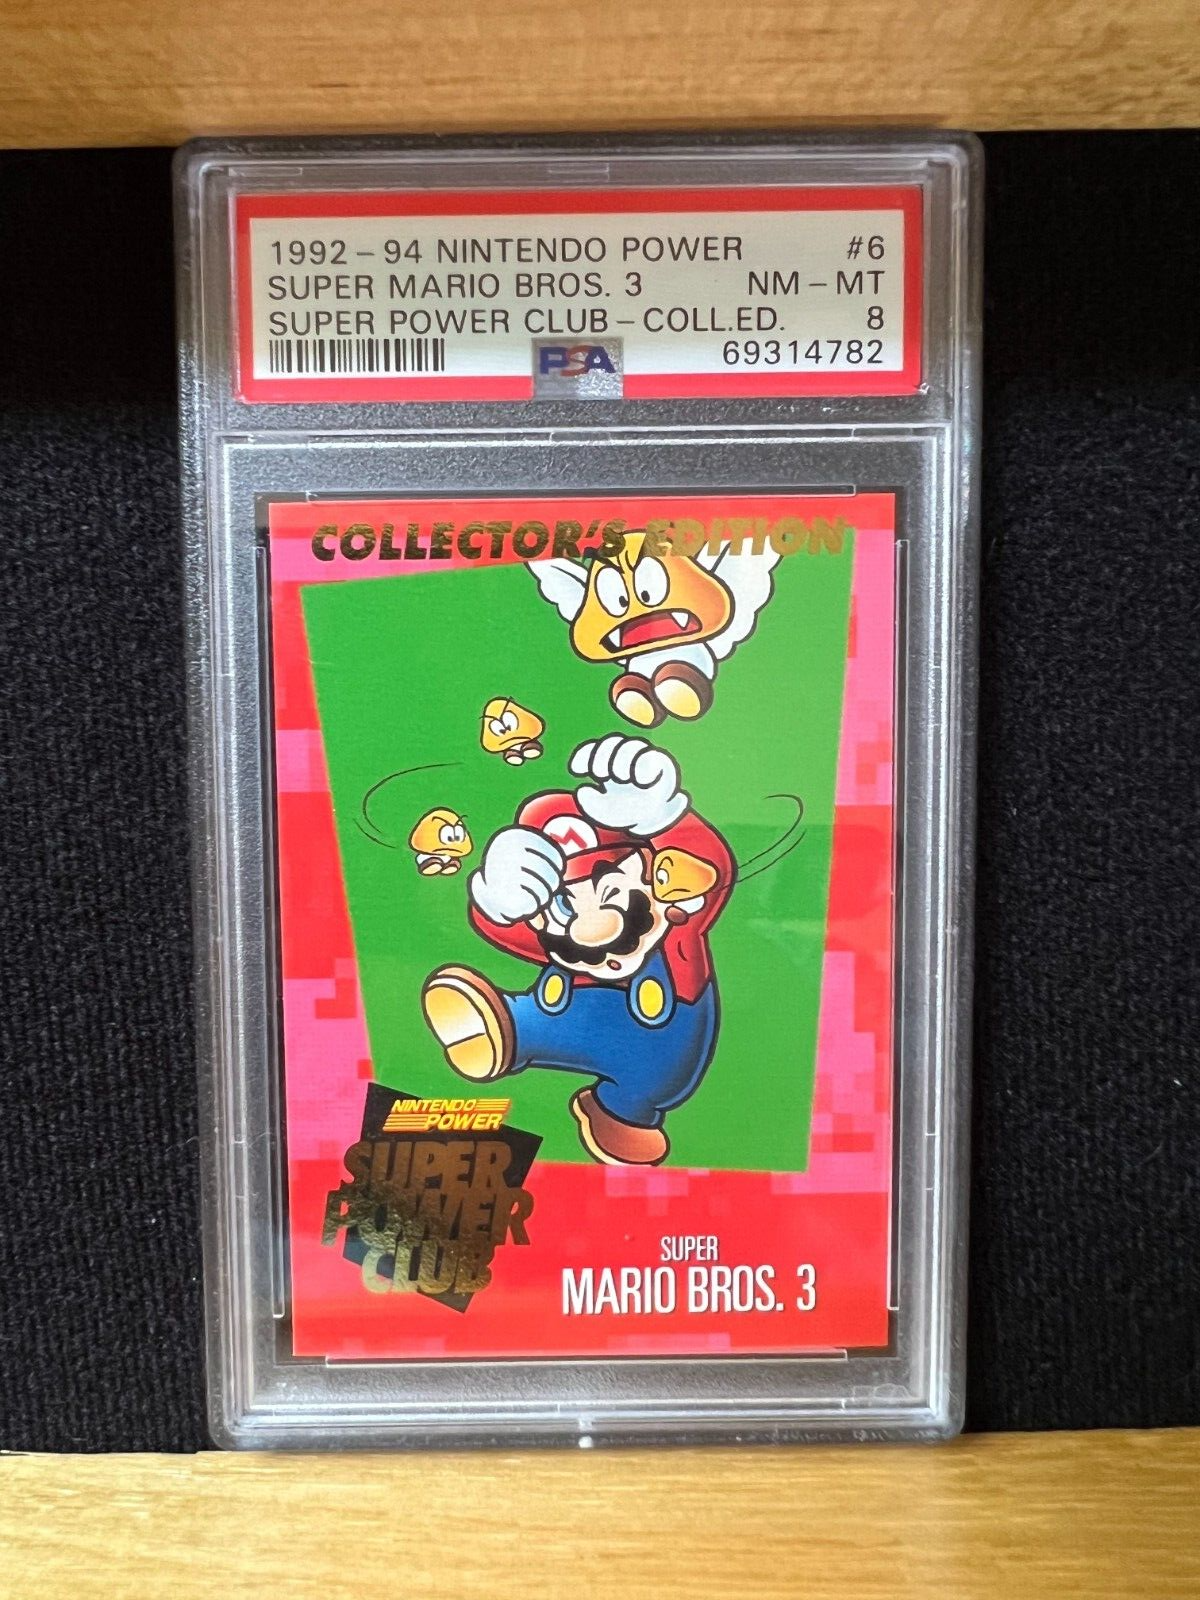 1992-94 NINTENDO POWER #6
SUPER MARIO BROS. 3 NM-MT
SUPER POWER CLUB-COLL.ED. 8
PSA 69314782
COLLECTOR'S EDITION
M
NINTENDO
POWER
SUPER
POWER
CLUB
SUPER
MARIO BROS. 3